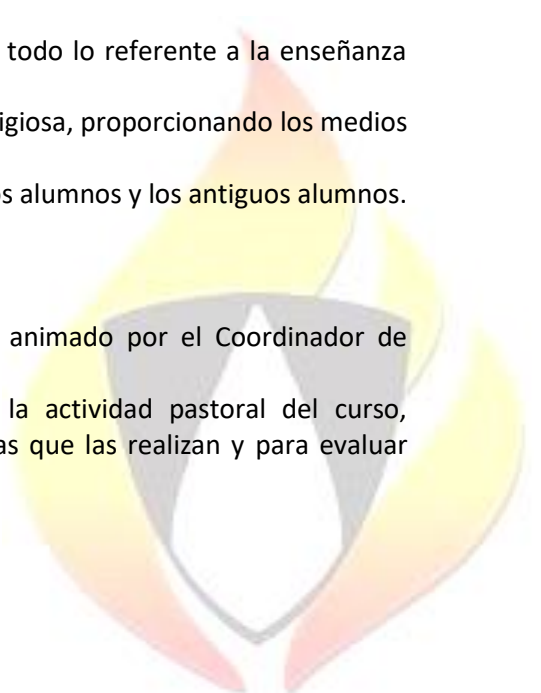 todo lo referente a la enseñanza
igiosa, proporcionando los medios
s alumnos y los antiguos alumnos.
animado por el Coordinador de
la actividad pastoral del curso,
as que las realizan y para evaluar